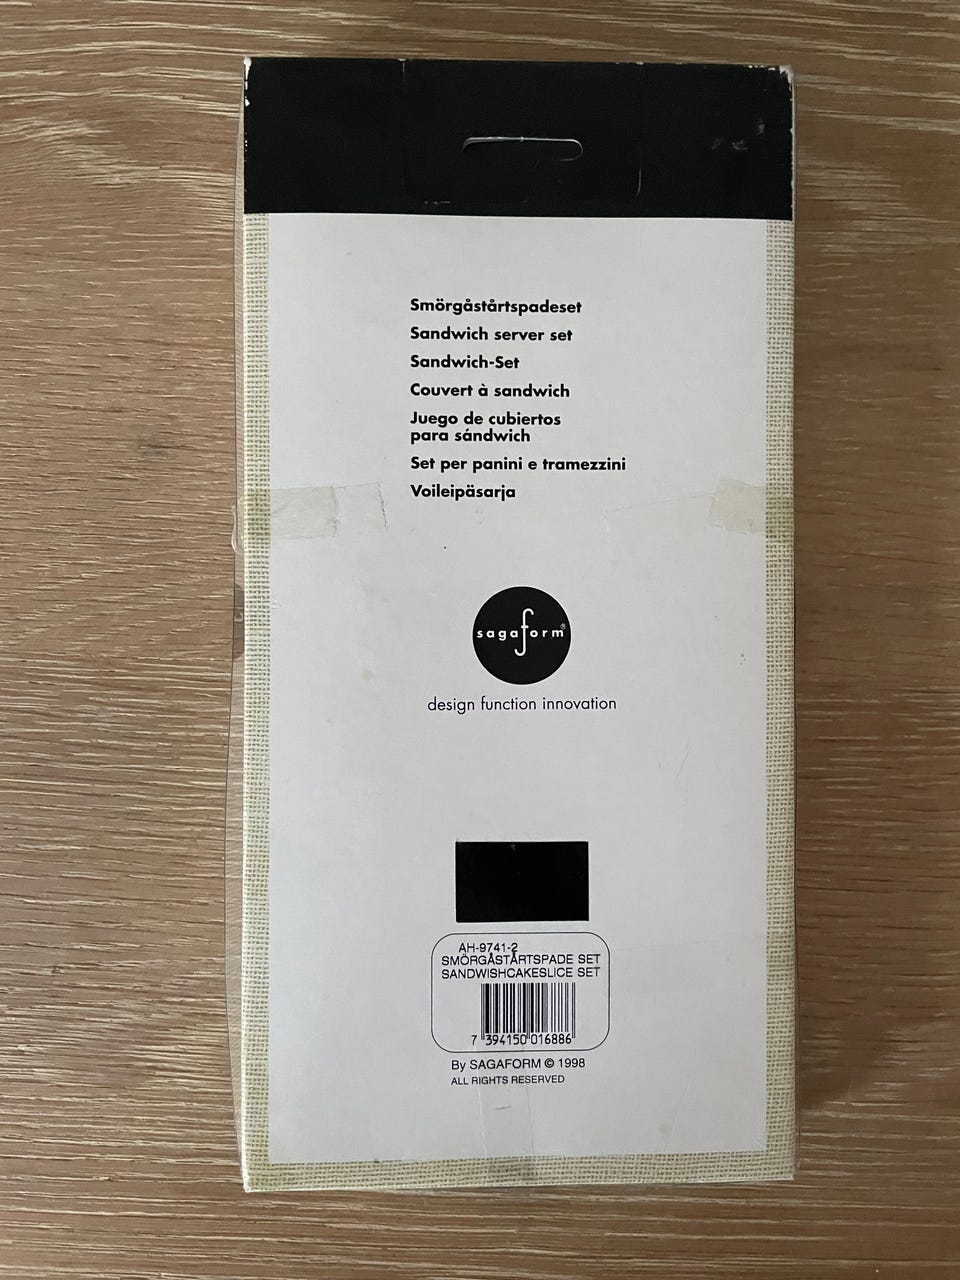 Smörgåstårtspadeset
Sandwich server set
Sandwich-Set
Couvert à sandwich
Juego de cubiertos
para sándwich
Set per panini e tramezzini
Voileipäsarja
sagaform®
design function innovation
AH-9741-2
SMÖRGÅSTÅRTSPADE SET
SANDWISHCAKESLICE SET
7 394150 016886
By SAGAFORM © 1998
ALL RIGHTS RESERVED